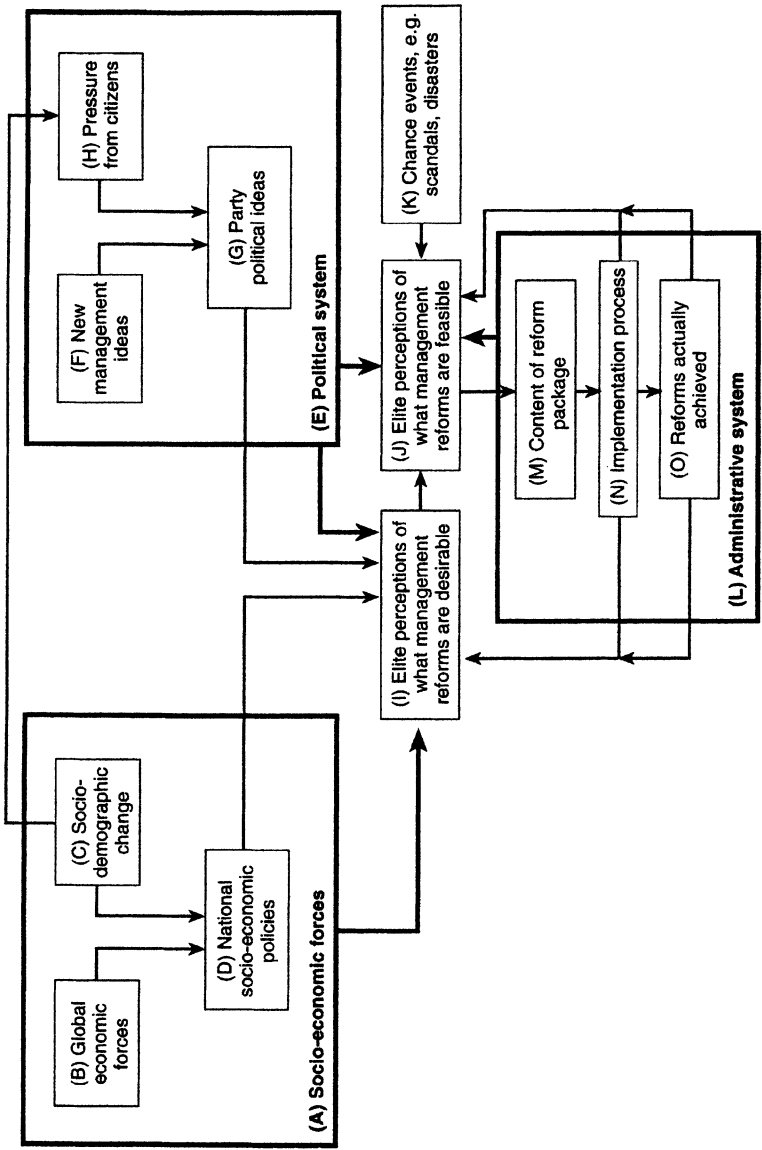 (B) Global
economic
forces
(C) Socio-
demographic
change
(D) National
socio-economic
policies
(A) Socio-economic forces
(F) New
management
ideas
(H) Pressure
from citizens
(G) Party
political ideas
(E) Political system
(I) Elite perceptions of
what management
reforms are desirable
(J) Elite perceptions of
what management
reforms are feasible
(K) Chance events, e.g.
scandals, disasters
(M) Content of reform
package
(N) Implementation process
(O) Reforms actually
achieved
(L) Administrative system